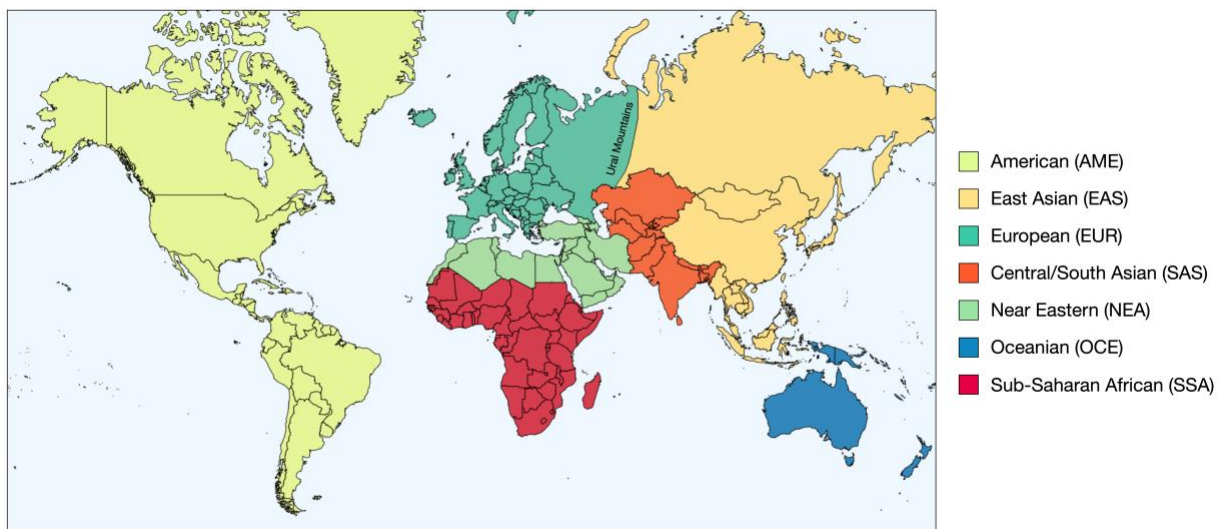 Ural Mountains
American (AME)
East Asian (EAS)
European (EUR)
Central/South Asian (SAS)
Near Eastern (NEA)
Oceanian (OCE)
Sub-Saharan African (SSA)